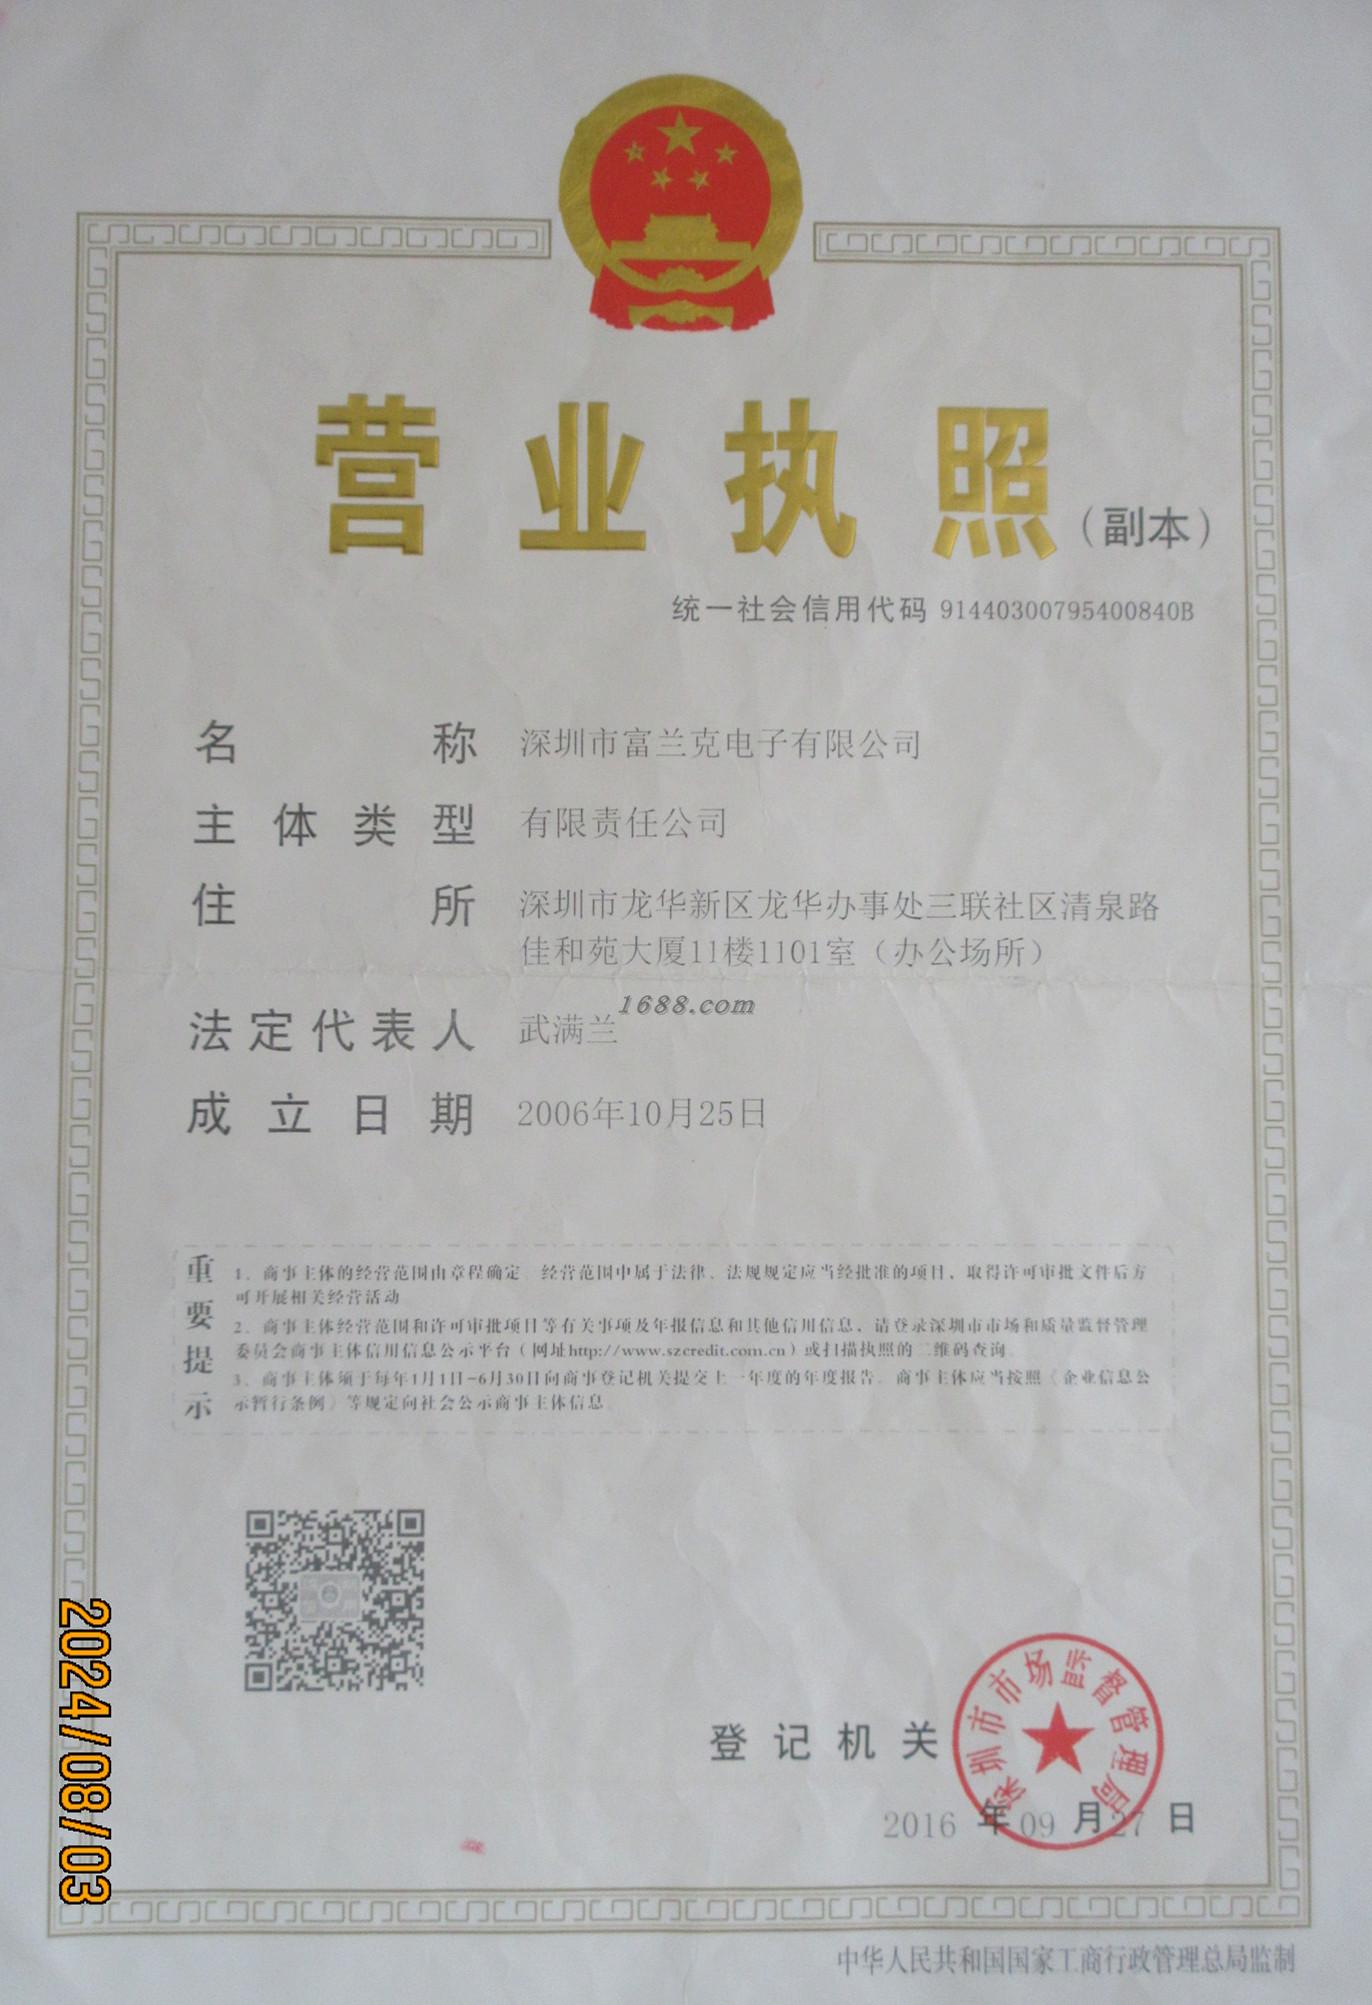 营业执照（副本）
统一社会信用代码 91440300795400840B
名称 深圳市富兰克电子有限公司
主体类型 有限责任公司
住所 深圳市龙华新区龙华办事处三联社区清泉路
佳和苑大厦11楼1101室（办公场所）
1688.com
法定代表人 武满兰
成立日期 2006年10月25日
重要提示
1、商事主体的经营范围由章程确定。经营范围中属于法律、法规规定应当经批准的项目，取得许可审批文件后方
可开展相关经营活动
2、商事主体经营范围和许可审批项目等有关事项及年报信息和其他信用信息，请登录深圳市市场和质量监督管理
委员会商事主体信用信息公示平台（网址http://www.szcredit.com.cn）或扫描执照的二维码查询
3、商事主体须于每年1月1日-6月30日向商事登记机关提交上一年度的年度报告。商事主体应当按照《企业信息公
示暂行条例》等规定向社会公示商事主体信息
登记机关
深圳市市场监督管理局
2016年09月27日
2024/08/03
中华人民共和国国家工商行政管理总局监制